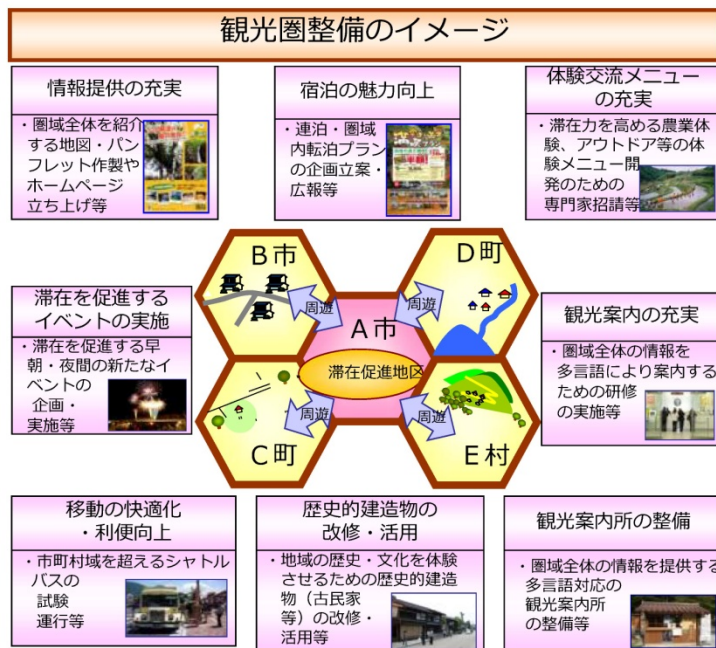 観光圏整備のイメージ
情報提供の充実
・圏域全体を紹介
する地図・パン
フレット作製や
ホームページ
立ち上げ等
宿泊の魅力向上
・連泊・圏域
内転泊プラン
の企画立案・
広報等
体験交流メニュー
の充実
・滞在力を高める農業体
験、アウトドア等の体
験メニュー開
発のための
専門家招請等
滞在を促進する
イベントの実施
・滞在を促進する早
朝・夜間の新たなイ
ベントの
企画・
実施等
B市
D町
周遊
周遊
A市
滞在促進地区
周遊
周遊
C町
E村
観光案内の充実
・圏域全体の情報を
多言語により案内する
ための研修
の実施等
移動の快適化
・利便向上
・市町村域を超えるシャトル
バスの
試験
運行等
歴史的建造物の
改修・活用
・地域の歴史・文化を体験
させるための歴史的建造
物（古民家
等）の改修・
活用等
観光案内所の整備
・圏域全体の情報を提供する
多言語対応の
観光案内所
の整備等